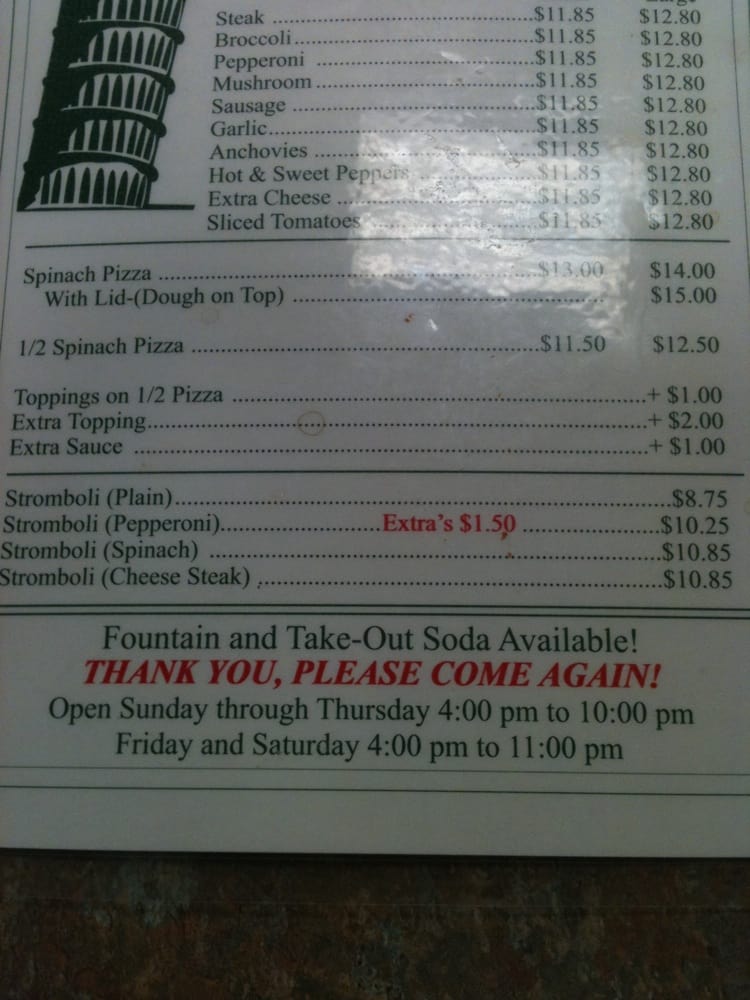 Large
Steak ........ $11.85 $12.80
Broccoli ........ $11.85 $12.80
Pepperoni ........ $11.85 $12.80
Mushroom ........ $11.85 $12.80
Sausage ........ $11.85 $12.80
Garlic ........ $11.85 $12.80
Anchovies ........ $11.85 $12.80
Hot & Sweet Peppers ........ $11.85 $12.80
Extra Cheese ........ $11.85 $12.80
Sliced Tomatoes ........ $11.85 $12.80
Spinach Pizza ........ $13.00 $14.00
With Lid-(Dough on Top) ........ $15.00
1/2 Spinach Pizza ........ $11.50 $12.50
Toppings on 1/2 Pizza ........ + $1.00
Extra Topping ........ + $2.00
Extra Sauce ........ + $1.00
Stromboli (Plain) ........ $8.75
Stromboli (Pepperoni) ........ Extra's $1.50 ........ $10.25
Stromboli (Spinach) ........ $10.85
Stromboli (Cheese Steak) ........ $10.85
Fountain and Take-Out Soda Available!
THANK YOU, PLEASE COME AGAIN!
Open Sunday through Thursday 4:00 pm to 10:00 pm
Friday and Saturday 4:00 pm to 11:00 pm